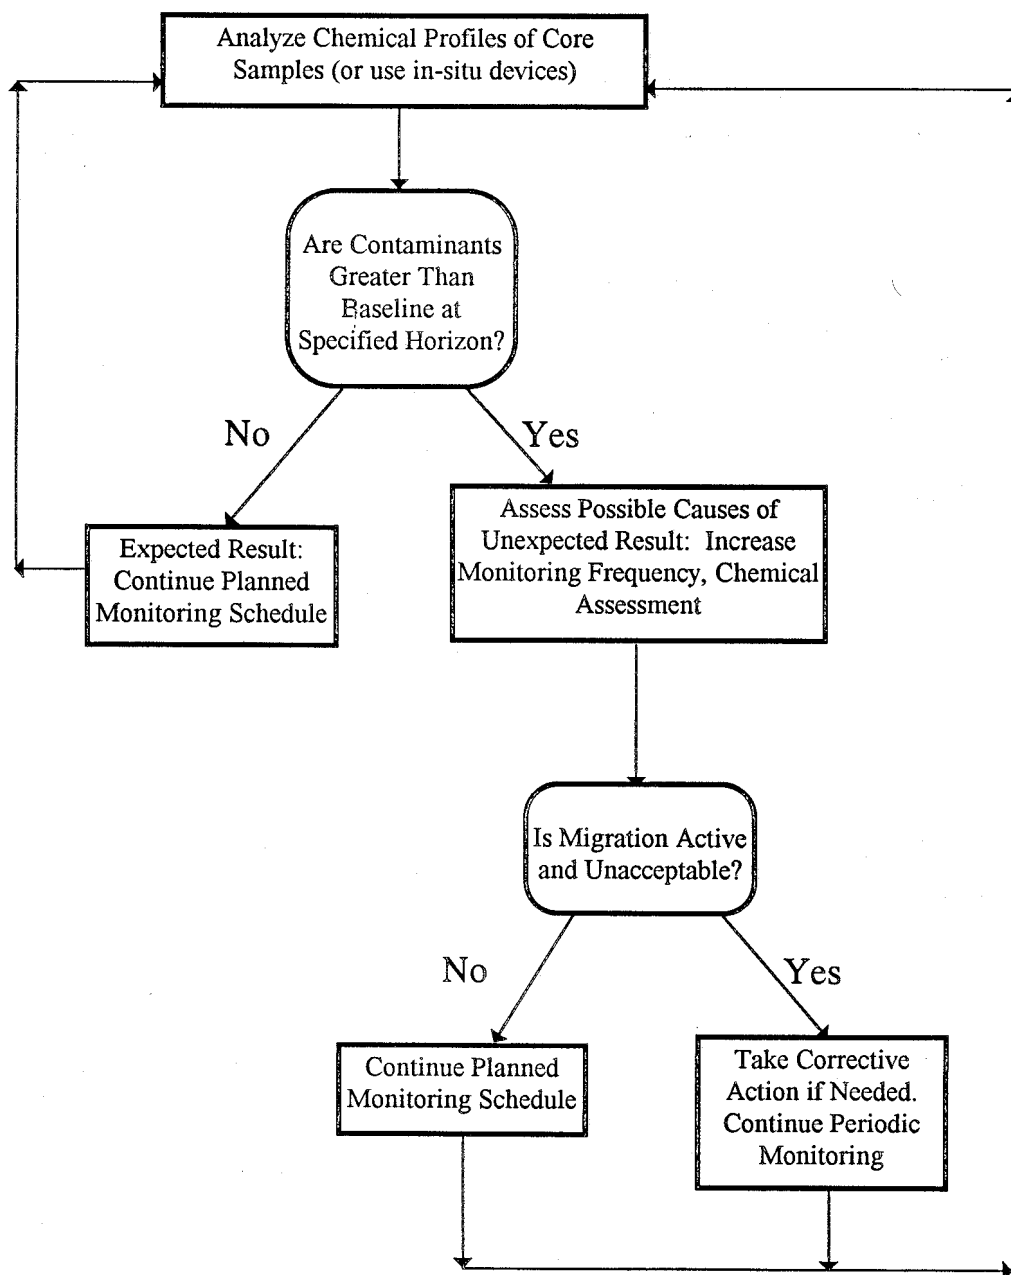 Analyze Chemical Profiles of Core
Samples (or use in-situ devices)
Are Contaminants
Greater Than
Baseline at
Specified Horizon?
No
Yes
Expected Result:
Continue Planned
Monitoring Schedule
Assess Possible Causes of
Unexpected Result: Increase
Monitoring Frequency, Chemical
Assessment
Is Migration Active
and Unacceptable?
No
Yes
Continue Planned
Monitoring Schedule
Take Corrective
Action if Needed.
Continue Periodic
Monitoring